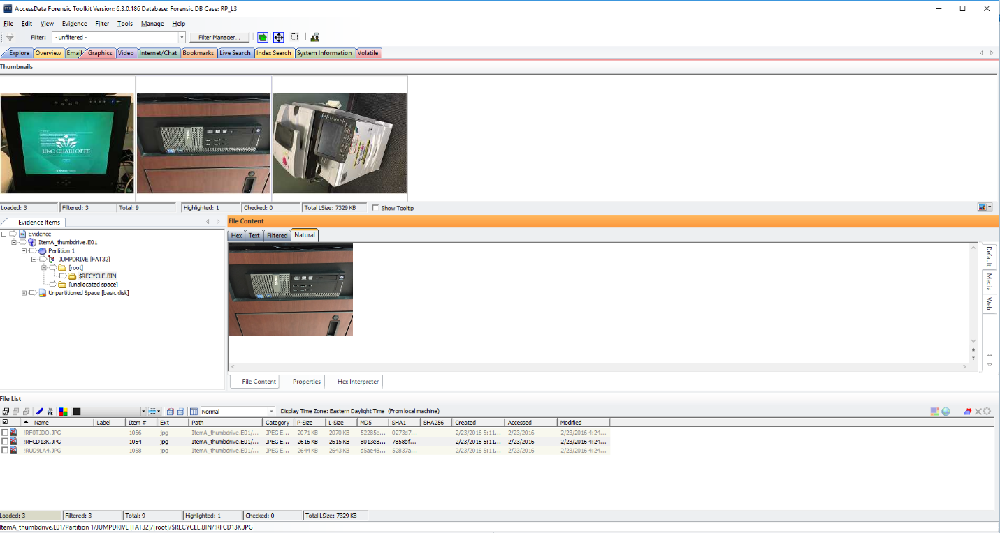 AccessData Forensic Toolkit Version: 6.3.0.186 Database: Forensic DB Case: RP_L3
File Edit View Evidence Filter Tools Manage Help
Filter: - unfiltered - Filter Manager...
Explore Overview Email Graphics Video Internet/Chat Bookmarks Live Search Index Search System Information Volatile
Thumbnails
UNC CHARLOTTE
DELL
Loaded: 3 Filtered: 3 Total: 9 Highlighted: 1 Checked: 0 Total LSize: 7329 KB Show Tooltip
Evidence Items
Evidence
ItemA_thumbdrive.E01
Partition 1
JUMPDRIVE [FAT32]
[root]
$RECYCLE.BIN
[unallocated space]
Unpartitioned Space [basic disk]
File Content
Hex Text Filtered Natural
DELL
Default
Media
Web
File Content Properties Hex Interpreter
File List
Normal Display Time Zone: Eastern Daylight Time (From local machine)
Name Label Item # Ext Path Category P-Size L-Size MD5 SHA1 SHA256 Created Accessed Modified
!RF0TJDO.JPG 1056 jpg ItemA_thumbdrive.E01/... JPEG E... 2071 KB 2070 KB 52285e... 0273d7... 2/23/2016 5:11... 2/23/2016 2/23/2016 4:24...
!RFCD13K.JPG 1054 jpg ItemA_thumbdrive.E01/... JPEG E... 2616 KB 2615 KB 8013e8... 7858bf... 2/23/2016 5:11... 2/23/2016 2/23/2016 4:24...
!RUD9LA4.JPG 1058 jpg ItemA_thumbdrive.E01/... JPEG E... 2644 KB 2643 KB d5ae48... 52837a... 2/23/2016 5:11... 2/23/2016 2/23/2016 4:24...
Loaded: 3 Filtered: 3 Total: 9 Highlighted: 1 Checked: 0 Total LSize: 7329 KB
ItemA_thumbdrive.E01/Partition 1/JUMPDRIVE [FAT32]/[root]/$RECYCLE.BIN/!RFCD13K.JPG